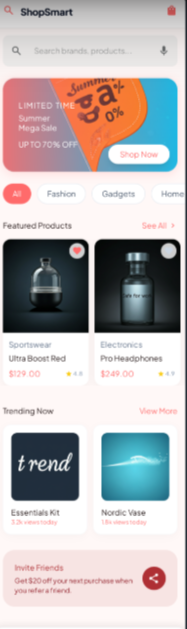 ShopSmart
Search brands, products...
LIMITED TIME
Summer
Mega Sale
UP TO 70% OFF
Summer
0%
Shop Now
All
Fashion
Gadgets
Home
Featured Products
See All >
Sportswear
Ultra Boost Red
$129.00
4.8
Electronics
Pro Headphones
$249.00
4.9
Trending Now
View More
trend
Essentials Kit
3.2k views today
Nordic Vase
1.8k views today
Invite Friends
Get $20 off your next purchase when
you refer a friend.